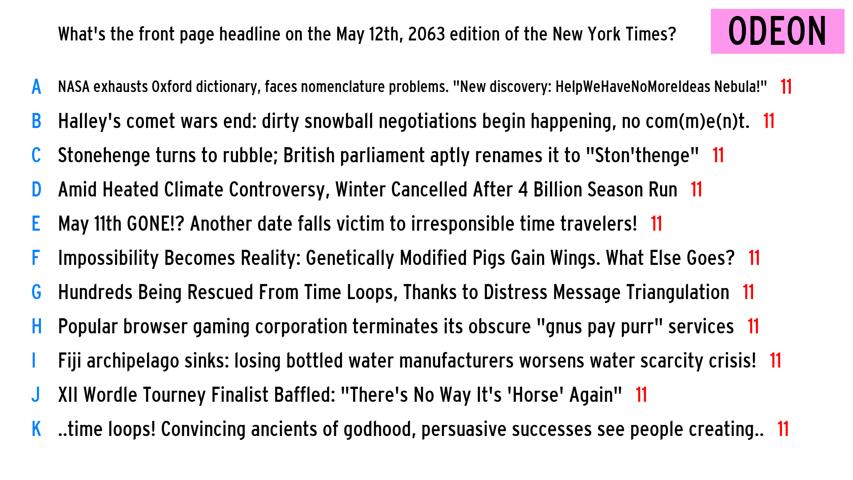 What's the front page headline on the May 12th, 2063 edition of the New York Times?
ODEON
A NASA exhausts Oxford dictionary, faces nomenclature problems. "New discovery: HelpWeHaveNoMoreIdeas Nebula!" 11
B Halley's comet wars end: dirty snowball negotiations begin happening, no com(m)e(n)t. 11
C Stonehenge turns to rubble; British parliament aptly renames it to "Ston'thenge" 11
D Amid Heated Climate Controversy, Winter Cancelled After 4 Billion Season Run 11
E May 11th GONE!? Another date falls victim to irresponsible time travelers! 11
F Impossibility Becomes Reality: Genetically Modified Pigs Gain Wings. What Else Goes? 11
G Hundreds Being Rescued From Time Loops, Thanks to Distress Message Triangulation 11
H Popular browser gaming corporation terminates its obscure "gnus pay purr" services 11
I Fiji archipelago sinks: losing bottled water manufacturers worsens water scarcity crisis! 11
J XII Wordle Tourney Finalist Baffled: "There's No Way It's 'Horse' Again" 11
K ..time loops! Convincing ancients of godhood, persuasive successes see people creating.. 11